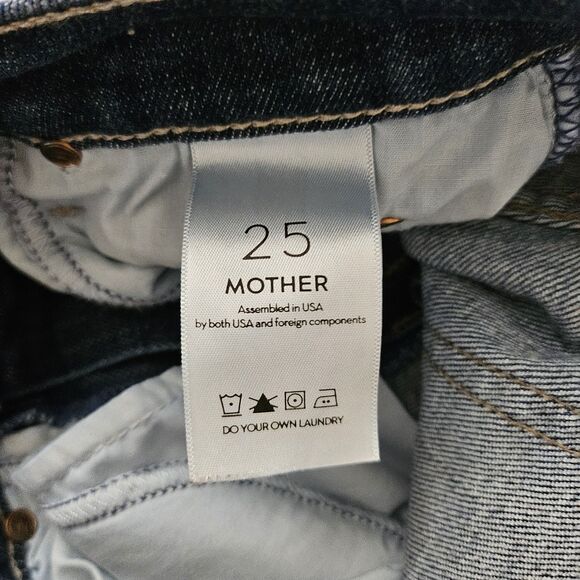 25
MOTHER
Assembled in USA
by both USA and foreign components
DO YOUR OWN LAUNDRY